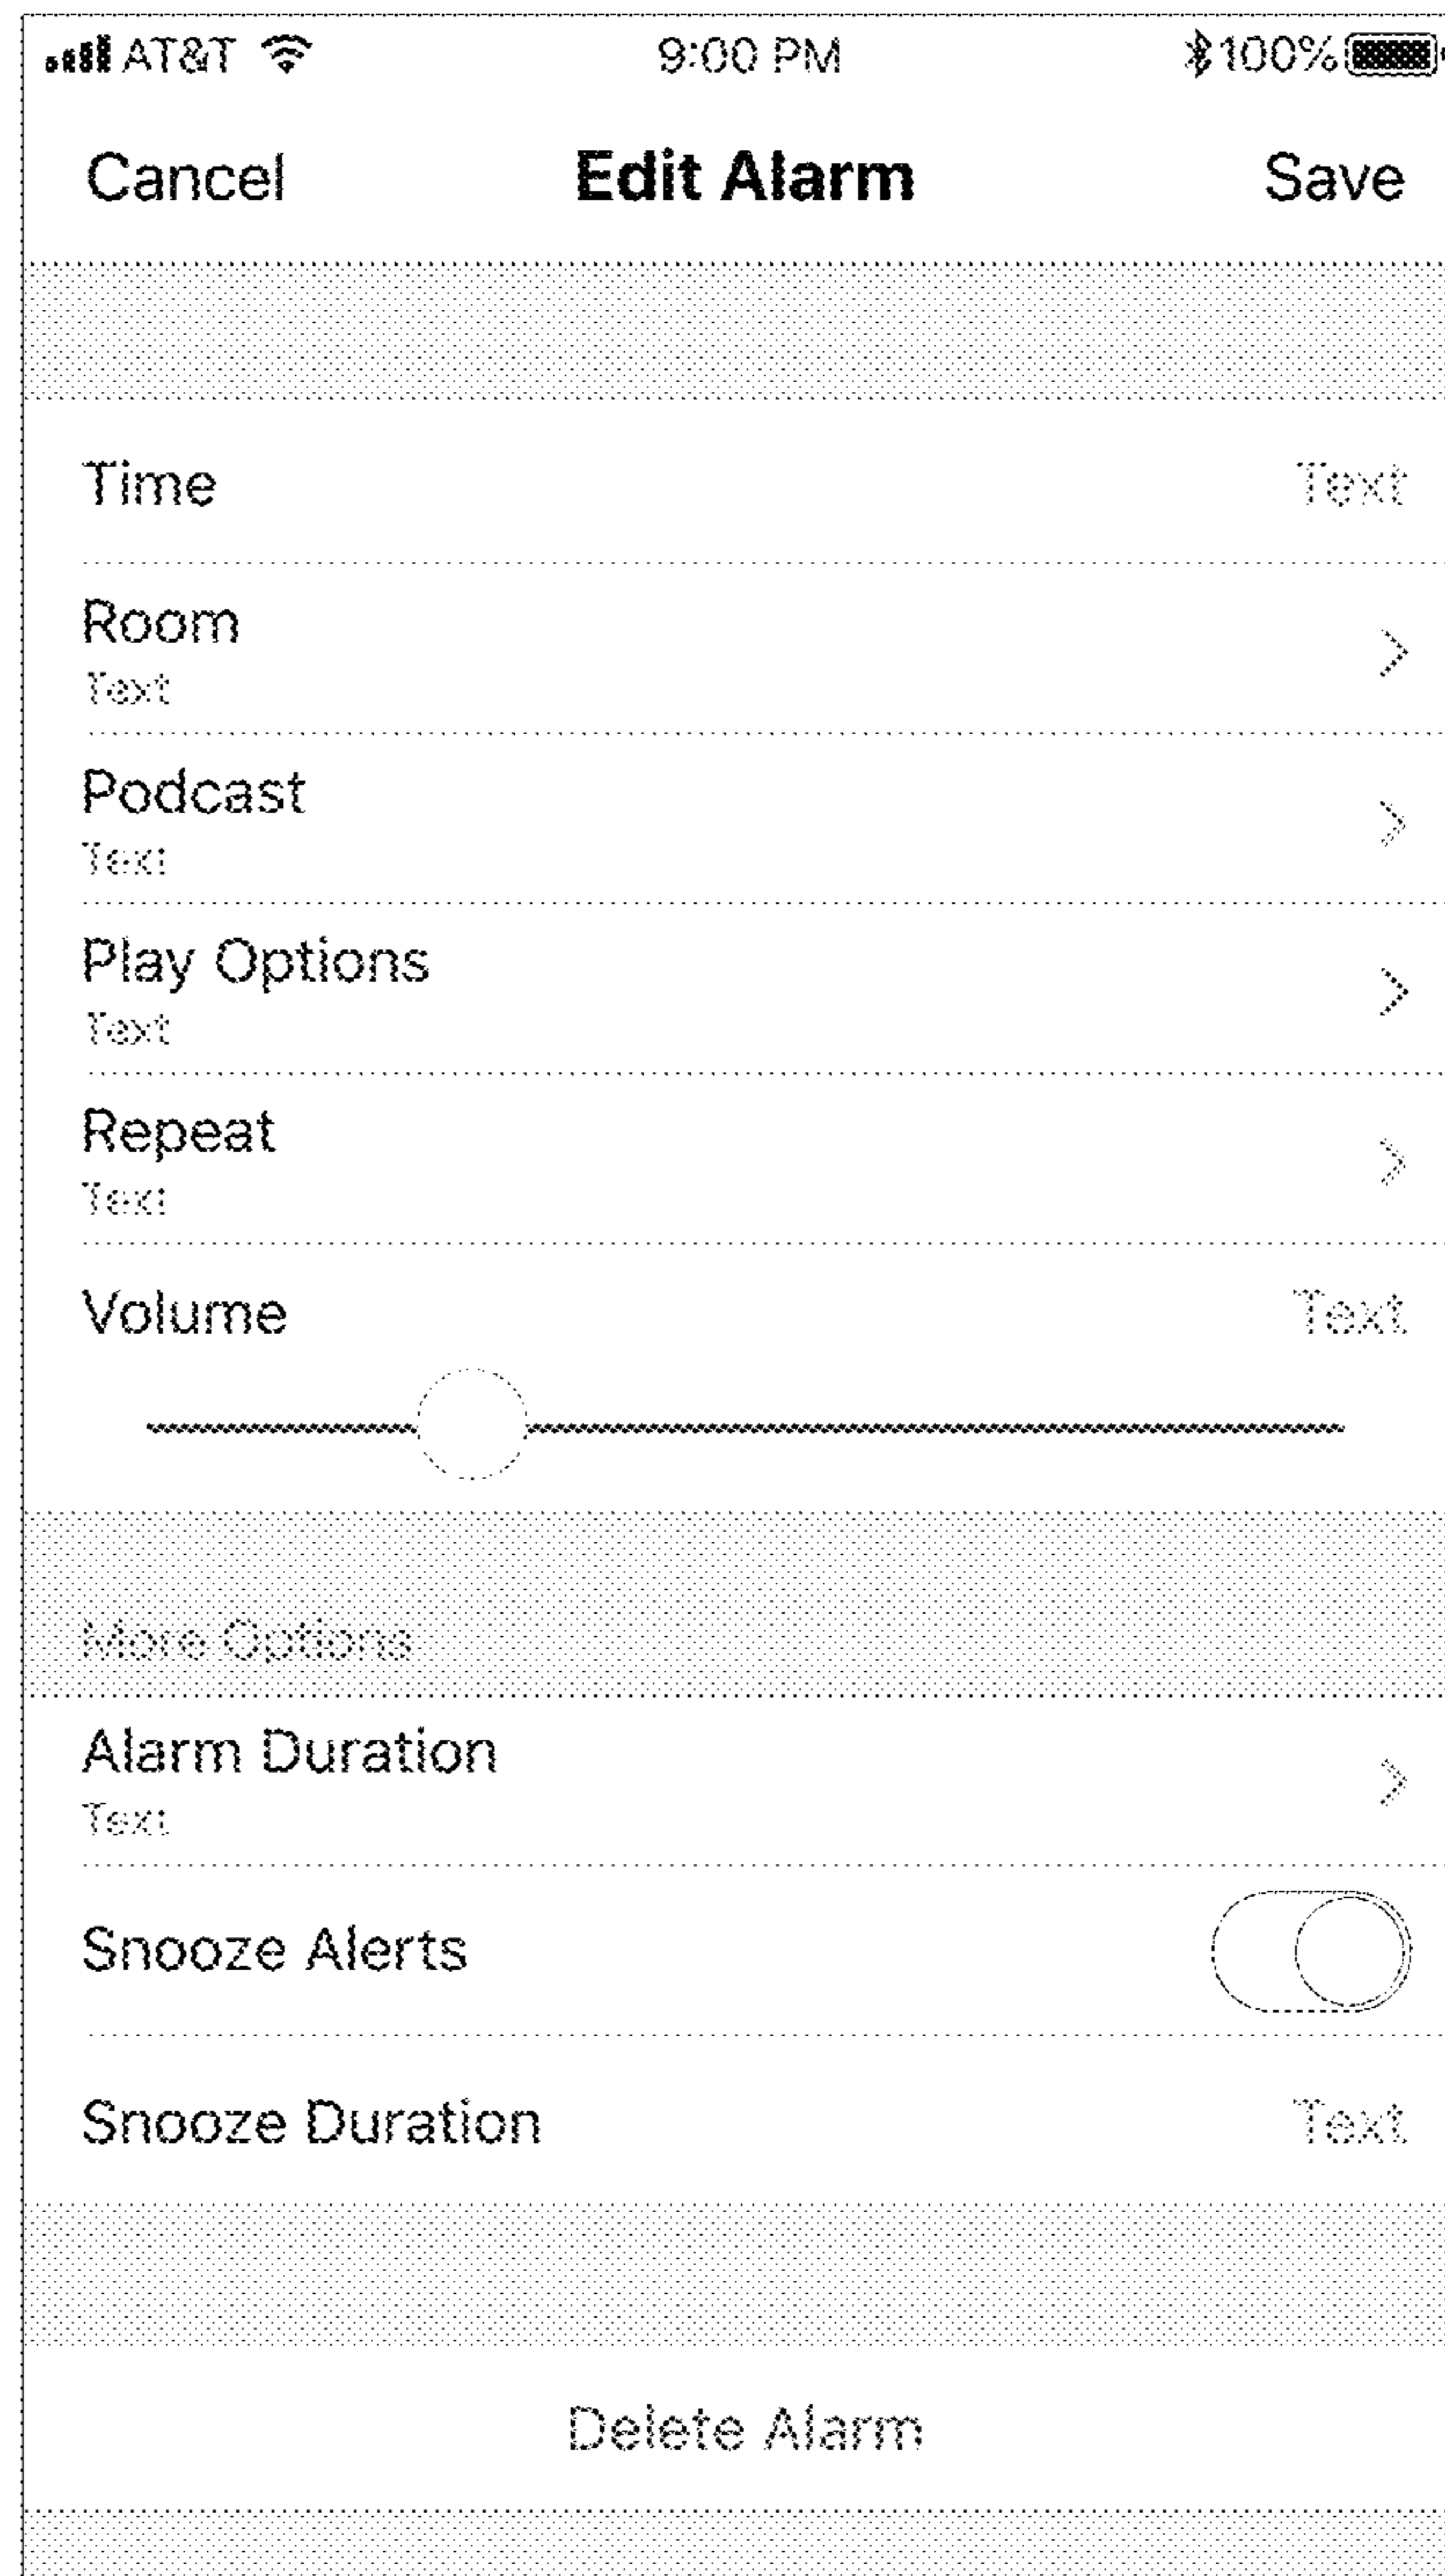 AT&T 9:00 PM 100%
Cancel Edit Alarm Save
Time Text
Room
Text
Podcast
Text
Play Options
Text
Repeat
Text
Volume Text
More Options
Alarm Duration
Text
Snooze Alerts
Snooze Duration Text
Delete Alarm